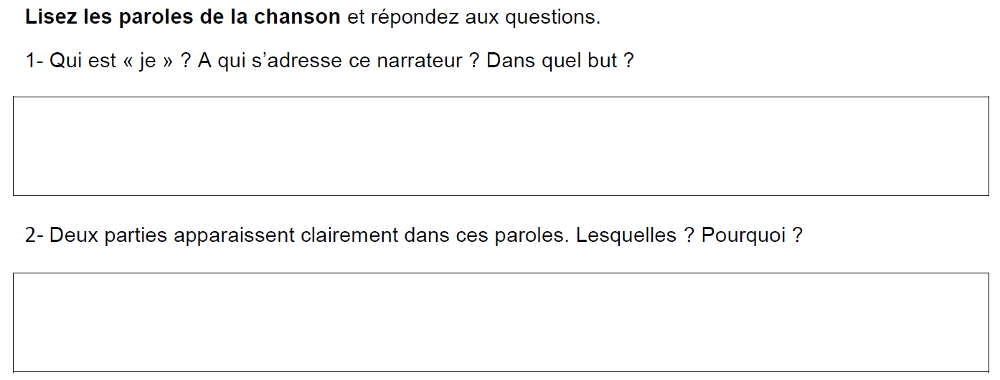 Lisez les paroles de la chanson et répondez aux questions.
1- Qui est « je » ? A qui s’adresse ce narrateur ? Dans quel but ?
2- Deux parties apparaissent clairement dans ces paroles. Lesquelles ? Pourquoi ?